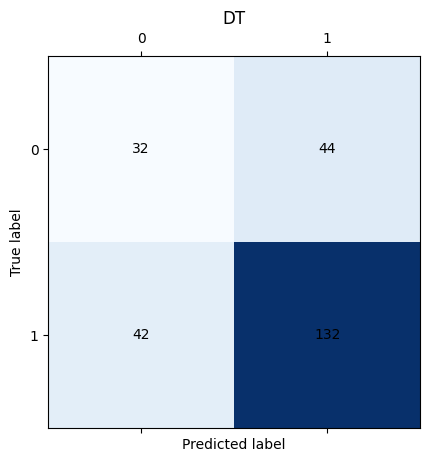 DT
0 1
0 32 44
True label
1 42 132
Predicted label